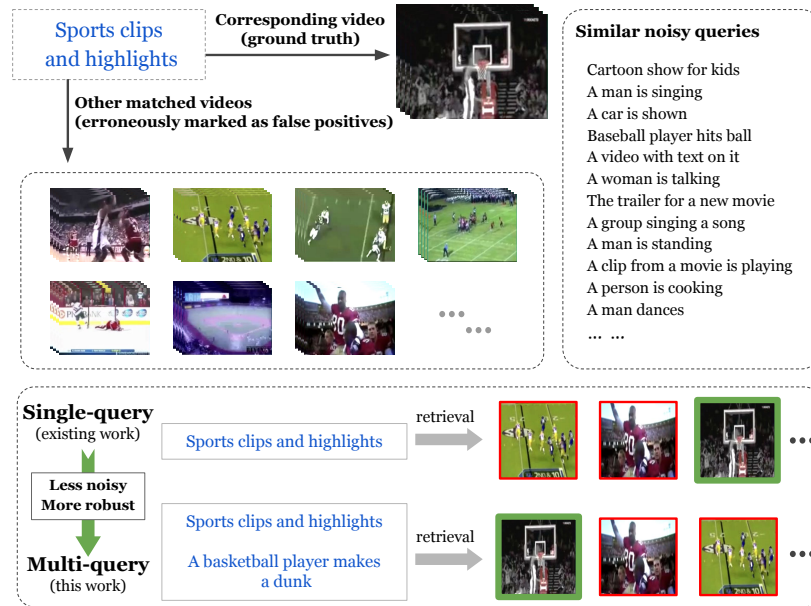 Sports clips
and highlights
Corresponding video
(ground truth)
Other matched videos
(erroneously marked as false positives)
2ND & 10
... ...
Similar noisy queries
Cartoon show for kids
A man is singing
A car is shown
Baseball player hits ball
A video with text on it
A woman is talking
The trailer for a new movie
A group singing a song
A man is standing
A clip from a movie is playing
A person is cooking
A man dances
... ...
Single-query
(existing work)
Less noisy
More robust
Multi-query
(this work)
Sports clips and highlights
retrieval
...
Sports clips and highlights
A basketball player makes
a dunk
retrieval
...